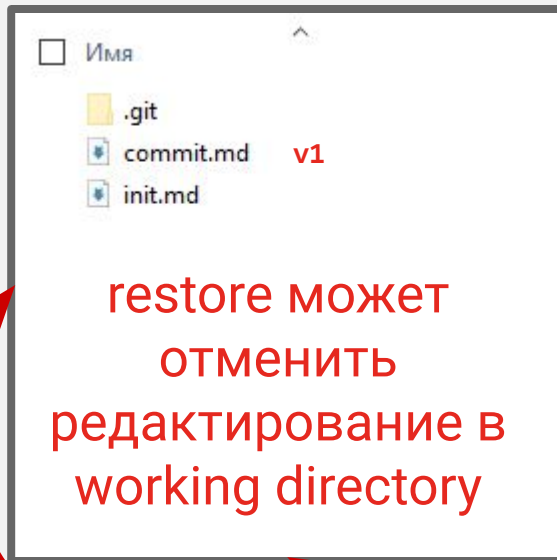 Имя
.git
commit.md v1
init.md
restore может
отменить
редактирование в
working directory